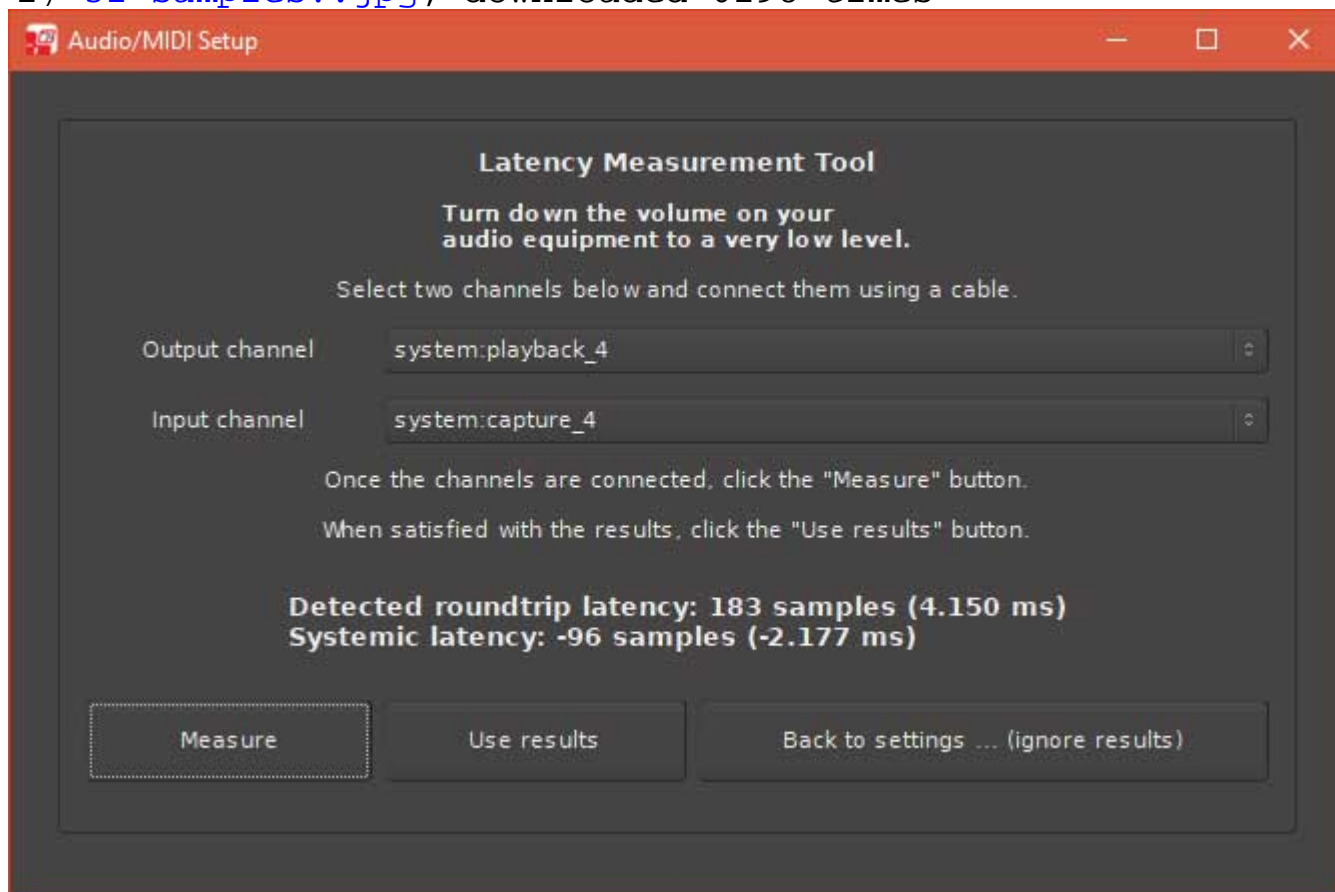 Audio/MIDI Setup
Latency Measurement Tool
Turn down the volume on your
audio equipment to a very low level.
Select two channels below and connect them using a cable.
Output channel system:playback_4
Input channel system:capture_4
Once the channels are connected, click the "Measure" button.
When satisfied with the results, click the "Use results" button.
Detected roundtrip latency: 183 samples (4.150 ms)
Systemic latency: -96 samples (-2.177 ms)
Measure Use results Back to settings ... (ignore results)